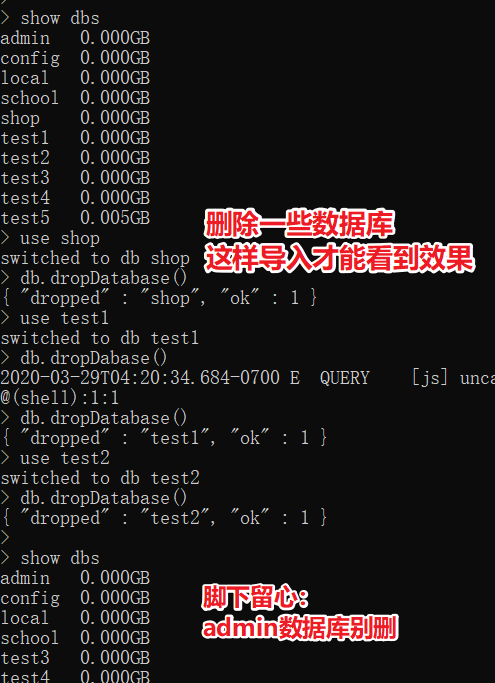 >
> show dbs
admin   0.000GB
config  0.000GB
local   0.000GB
school  0.000GB
shop    0.000GB
test1   0.000GB
test2   0.000GB
test3   0.000GB
test4   0.000GB
test5   0.005GB
删除一些数据库
> use shop
switched to db shop
这样导入才能看到效果
> db.dropDatabase()
{ "dropped" : "shop", "ok" : 1 }
> use test1
switched to db test1
> db.dropDabase()
2020-03-29T04:20:34.684-0700 E  QUERY    [js] unca
@(shell):1:1
> db.dropDatabase()
{ "dropped" : "test1", "ok" : 1 }
> use test2
switched to db test2
> db.dropDatabase()
{ "dropped" : "test2", "ok" : 1 }
>
> show dbs
admin   0.000GB
config  0.000GB
local   0.000GB
school  0.000GB
test3   0.000GB
test4   0.000GB
脚下留心:
admin数据库别删